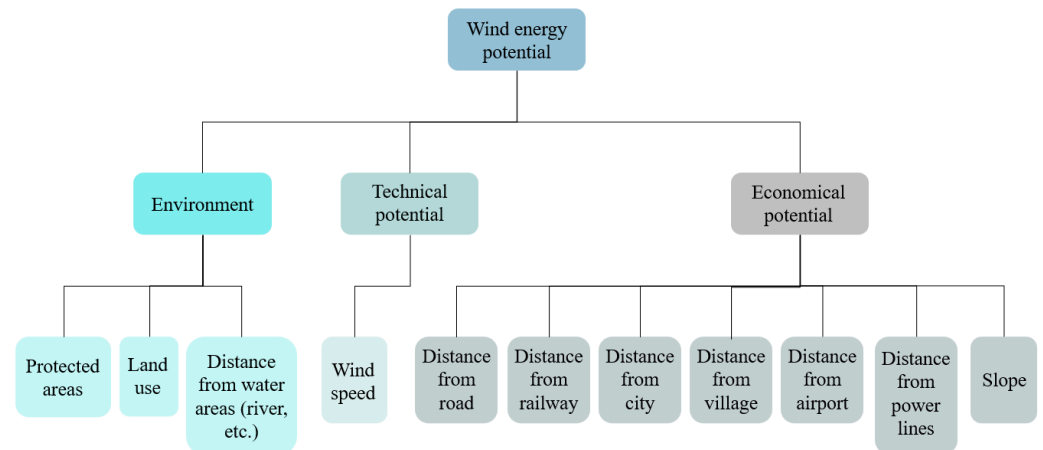 Wind energy
potential
Environment
Technical
potential
Economical
potential
Protected
areas
Land
use
Distance
from water
areas (river,
etc.)
Wind
speed
Distance
from
road
Distance
from
railway
Distance
from
city
Distance
from
village
Distance
from
airport
Distance
from
power
lines
Slope